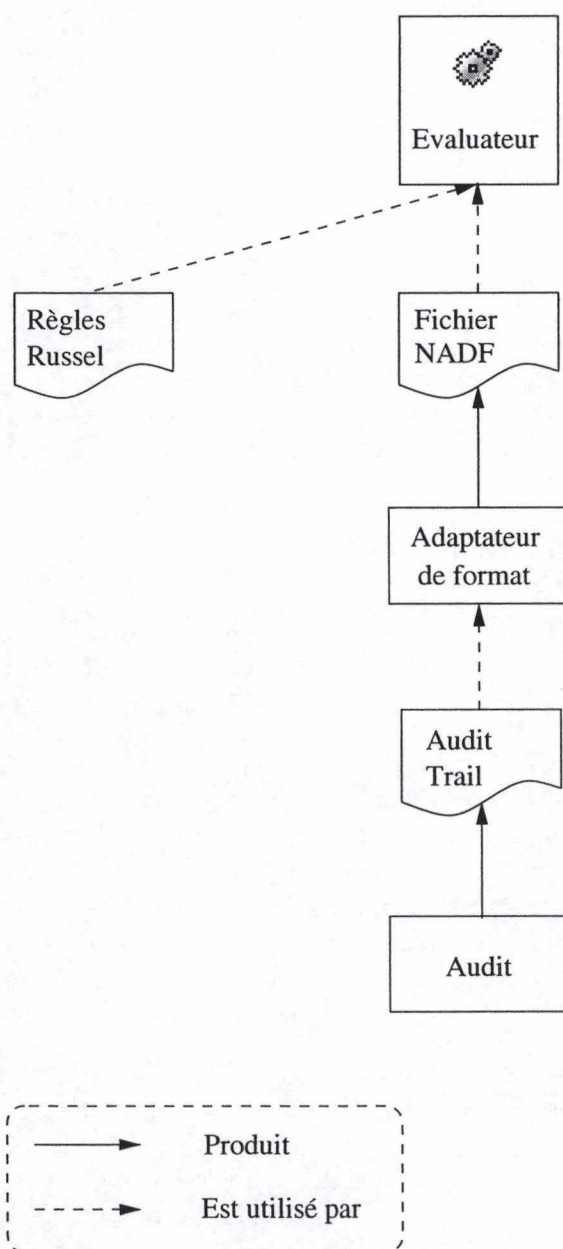 Evaluateur
Règles
Russel
Fichier
NADF
Adaptateur
de format
Audit
Trail
Audit
Produit
Est utilisé par